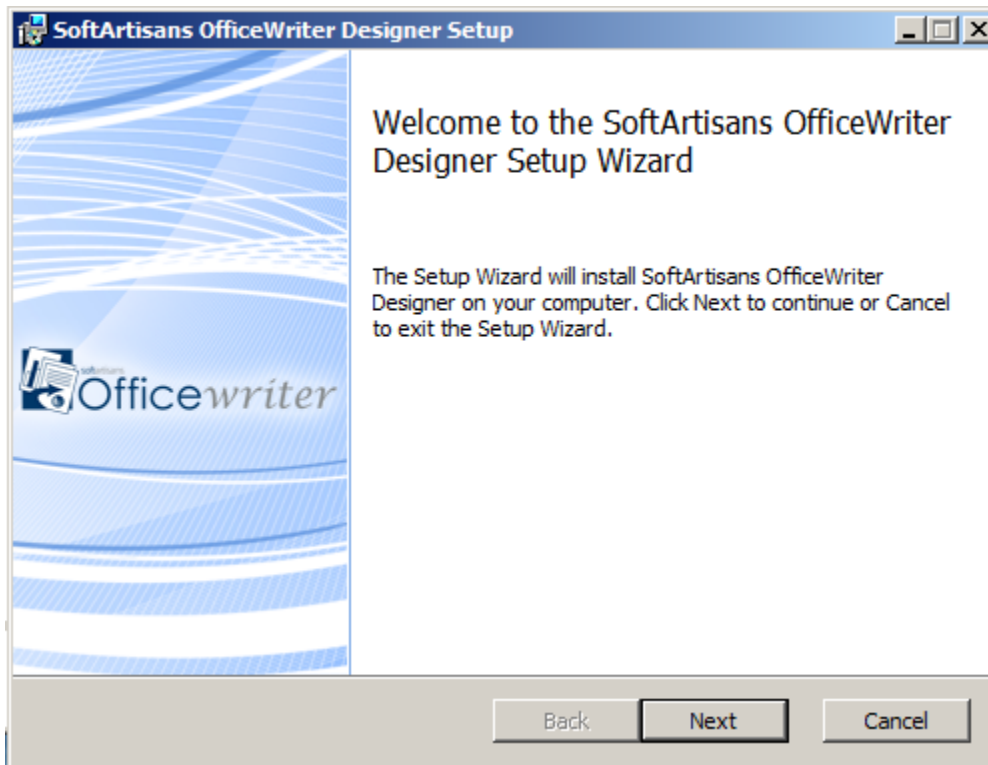 SoftArtisans OfficeWriter Designer Setup
Welcome to the SoftArtisans OfficeWriter
Designer Setup Wizard
The Setup Wizard will install SoftArtisans OfficeWriter
Designer on your computer. Click Next to continue or Cancel
to exit the Setup Wizard.
softartisans
Officewriter
Back Next Cancel